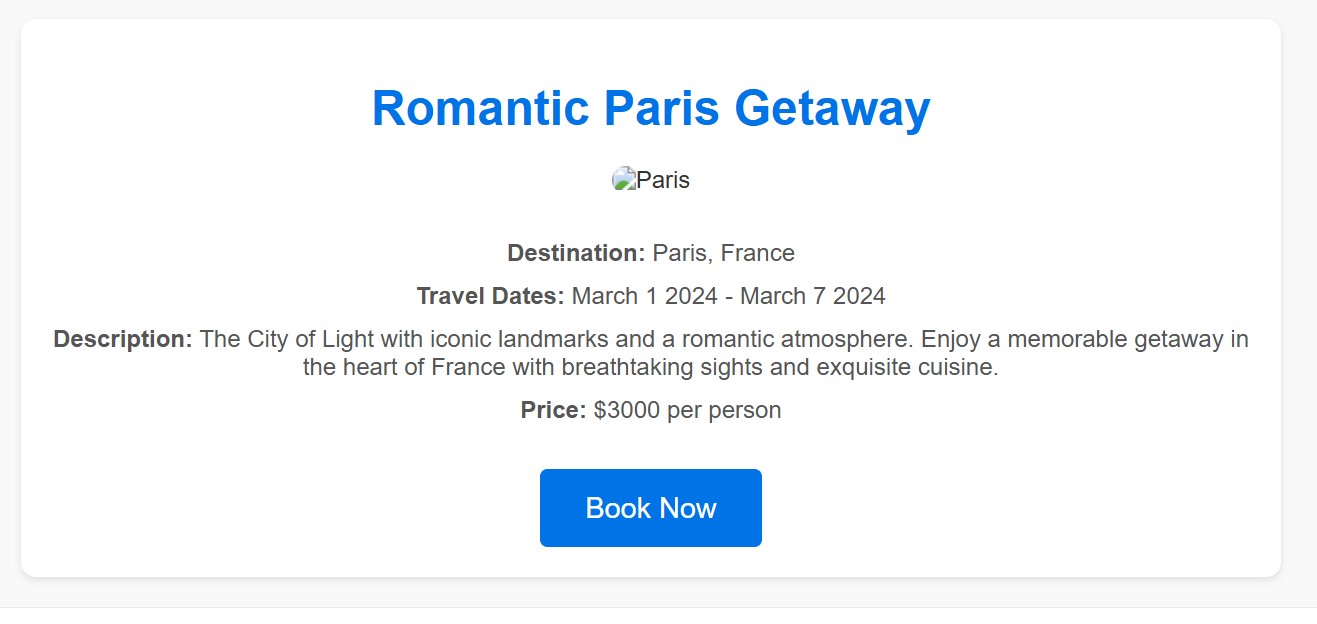 Romantic Paris Getaway
Paris
Destination: Paris, France
Travel Dates: March 1 2024 - March 7 2024
Description: The City of Light with iconic landmarks and a romantic atmosphere. Enjoy a memorable getaway in
the heart of France with breathtaking sights and exquisite cuisine.
Price: $3000 per person
Book Now